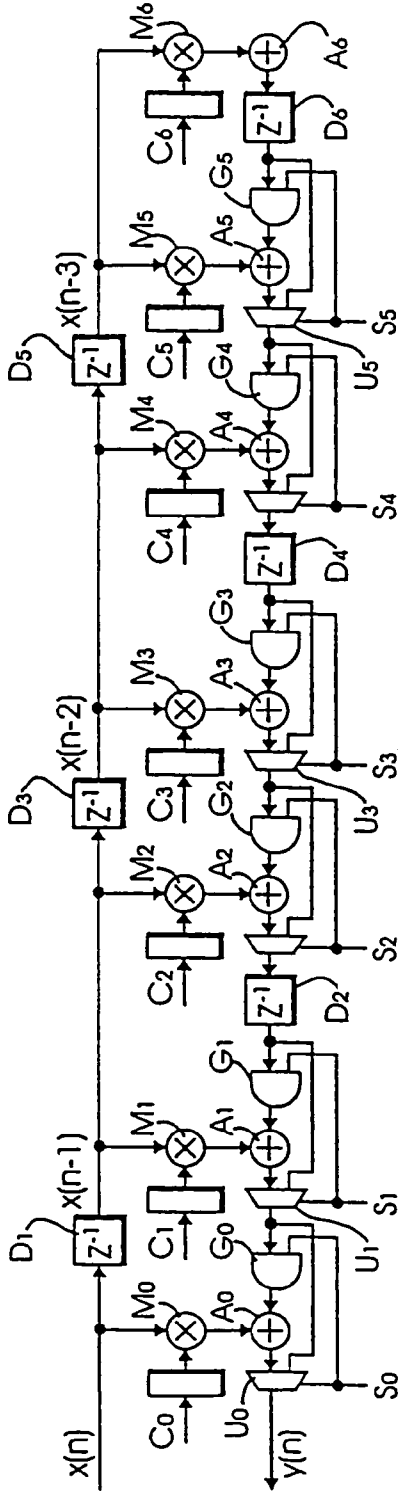 D1 D3 D5
x(n) Z-1 x(n-1) Z-1 x(n-2) Z-1 x(n-3)
M0 M1 M2 M3 M4 M5 M6
C0 C1 C2 C3 C4 C5 C6
A0 A1 A2 A3 A4 A5 A6
U0 G0 G1 G2 G3 G4 G5
y(n) Z-1 Z-1 Z-1
D2 D4 D6
S0 S1 U1 S2 S3 U3 S4 S5 U5